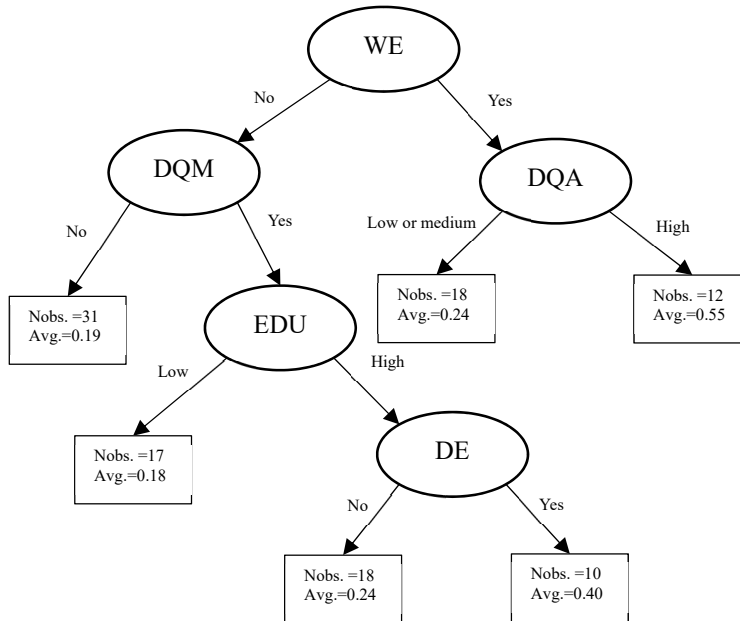 WE
No
Yes
DQM
DQA
No
Yes
Low or medium
High
Nobs. =31
Avg.=0.19
EDU
Nobs. =18
Avg.=0.24
Nobs. =12
Avg.=0.55
Low
High
Nobs. =17
Avg.=0.18
DE
No
Yes
Nobs. =18
Avg.=0.24
Nobs. =10
Avg.=0.40